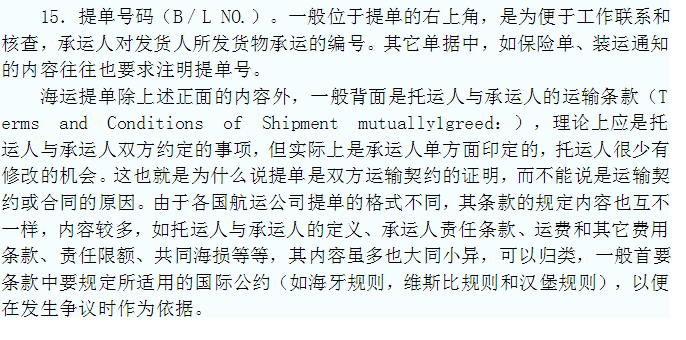 15．提单号码（B／L NO．）。一般位于提单的右上角，是为便于工作联系和
核查，承运人对发货人所发货物承运的编号。其它单据中，如保险单、装运通知
的内容往往也要求注明提单号。
海运提单除上述正面的内容外，一般背面是托运人与承运人的运输条款（T
erms and Conditions of Shipment mutually1greed：），理论上应是托
运人与承运人双方约定的事项，但实际上是承运人单方面印定的，托运人很少有
修改的机会。这也就是为什么说提单是双方运输契约的证明，而不能说是运输契
约或合同的原因。由于各国航运公司提单的格式不同，其条款的规定内容也互不
一样，内容较多，如托运人与承运人的定义、承运人责任条款、运费和其它费用
条款、责任限额、共同海损等等，其内容虽多也大同小异，可以归类，一般首要
条款中要规定所适用的国际公约（如海牙规则，维斯比规则和汉堡规则），以便
在发生争议时作为依据。